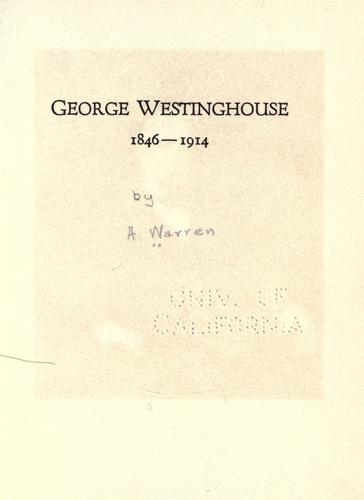 GEORGE WESTINGHOUSE
1846—1914
by
A Warren
UNIV. OF
CALIFORNIA